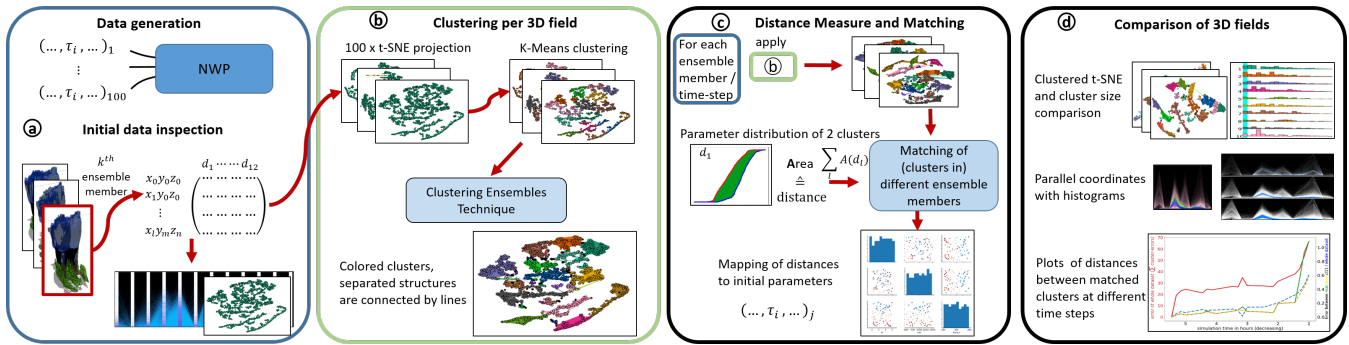 Data generation
(..., τi, ...)1
⋮
(..., τi, ...)100
NWP
ⓐ
Initial data inspection
kth
ensemble
member
d1 ⋯ ⋯ d12
x0y0z0
x1y0z0
⋮
xlymzn
... ... ... ...
... ... ... ...
... ... ... ...
ⓑ Clustering per 3D field
100 x t-SNE projection
K-Means clustering
Clustering Ensembles
Technique
Colored clusters,
separated structures
are connected by lines
ⓒ Distance Measure and Matching
For each
ensemble
member /
time-step
apply
ⓑ
Parameter distribution of 2 clusters
d1
Area
≙
distance
∑i A(di)
Matching of
(clusters in)
different ensemble
members
Mapping of distances
to initial parameters
(..., τi, ...)j
ⓓ Comparison of 3D fields
Clustered t-SNE
and cluster size
comparison
Parallel coordinates
with histograms
Plots of distances
between matched
clusters at different
time steps
simulation time in hours (decreasing)